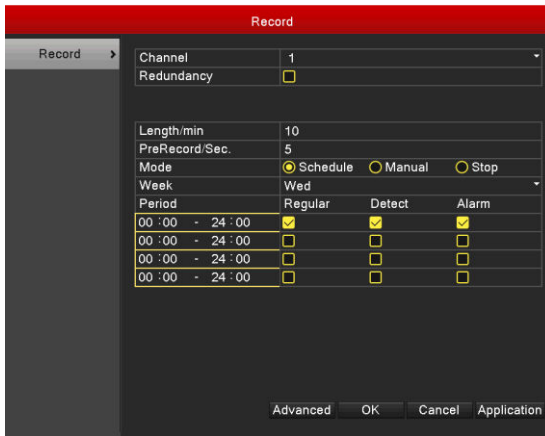 Record
Record >
Channel 1
Redundancy
Length/min 10
PreRecord/Sec. 5
Mode Schedule Manual Stop
Week Wed
Period Regular Detect Alarm
00:00 - 24:00
00:00 - 24:00
00:00 - 24:00
00:00 - 24:00
Advanced OK Cancel Application